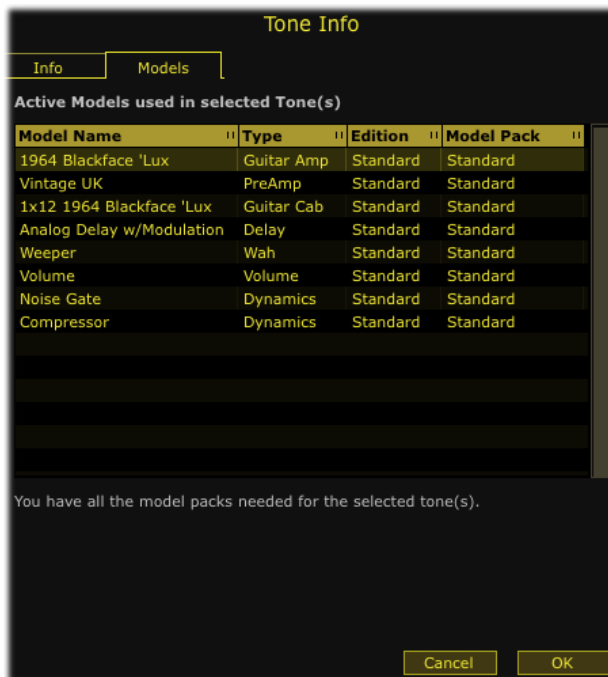 Tone Info
Info Models
Active Models used in selected Tone(s)
Model Name Type Edition Model Pack
1964 Blackface 'Lux Guitar Amp Standard Standard
Vintage UK PreAmp Standard Standard
1x12 1964 Blackface 'Lux Guitar Cab Standard Standard
Analog Delay w/Modulation Delay Standard Standard
Weeper Wah Standard Standard
Volume Volume Standard Standard
Noise Gate Dynamics Standard Standard
Compressor Dynamics Standard Standard
You have all the model packs needed for the selected tone(s).
Cancel OK